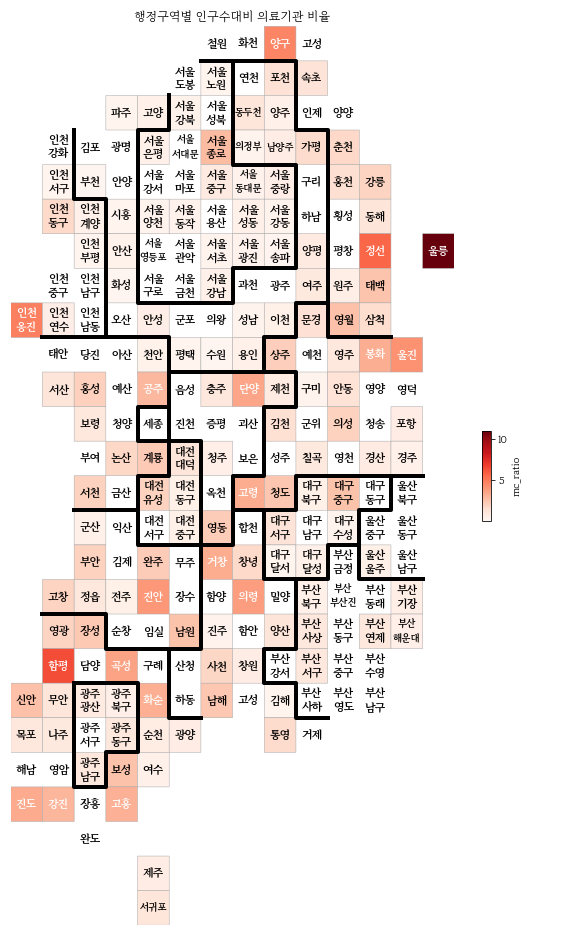 행정구역별 인구수대비 의료기관 비율
철원 화천 양구 고성
서울 도봉 서울 노원 연천 포천 속초
파주 고양 서울 강북 서울 성북 동두천 양주 인제 양양
인천 강화 김포 광명 서울 은평 서울 서대문 서울 종로 의정부 남양주 가평 춘천
인천 서구 부천 안양 서울 강서 서울 마포 서울 중구 서울 동대문 서울 중랑 구리 홍천 강릉
인천 동구 인천 계양 시흥 서울 양천 서울 동작 서울 용산 서울 성동 서울 강동 하남 횡성 동해
인천 부평 안산 서울 영등포 서울 관악 서울 서초 서울 광진 서울 송파 양평 평창 정선 울릉
인천 중구 인천 남구 화성 서울 구로 서울 금천 서울 강남 과천 광주 여주 원주 태백
인천 옹진 인천 연수 인천 남동 오산 안성 군포 의왕 성남 이천 문경 영월 삼척
태안 당진 아산 천안 평택 수원 용인 상주 예천 영주 봉화 울진
서산 홍성 예산 공주 음성 충주 단양 제천 구미 안동 영양 영덕
보령 청양 세종 진천 증평 괴산 김천 군위 의성 청송 포항
부여 논산 계룡 대전 대덕 청주 보은 성주 칠곡 영천 경산 경주
서천 금산 대전 유성 대전 동구 옥천 고령 청도 대구 북구 대구 중구 대구 동구 울산 북구
군산 익산 대전 서구 대전 중구 영동 합천 대구 서구 대구 남구 대구 수성 울산 중구 울산 동구
부안 김제 완주 무주 거창 창녕 대구 달서 대구 달성 부산 금정 울산 울주 울산 남구
고창 정읍 전주 진안 장수 함양 의령 밀양 부산 북구 부산 부산진 부산 동래 부산 기장
영광 장성 순창 임실 남원 진주 함안 양산 부산 사상 부산 동구 부산 연제 부산 해운대
함평 담양 곡성 구례 산청 사천 창원 부산 강서 부산 서구 부산 중구 부산 수영
신안 무안 광주 광산 광주 북구 화순 하동 남해 고성 김해 부산 사하 부산 영도 부산 남구
목포 나주 광주 서구 광주 동구 순천 광양 통영 거제
해남 영암 광주 남구 보성 여수
진도 강진 장흥 고흥
완도
제주
서귀포
10
5
mc_ratio